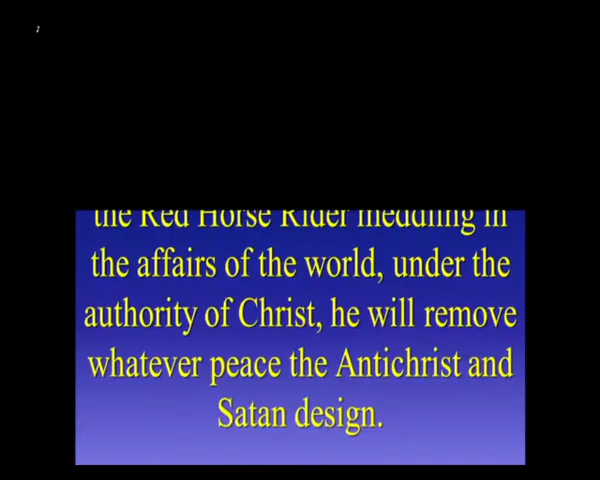 the Red Horse Rider meddling in
the affairs of the world, under the
authority of Christ, he will remove
whatever peace the Antichrist and
Satan design.